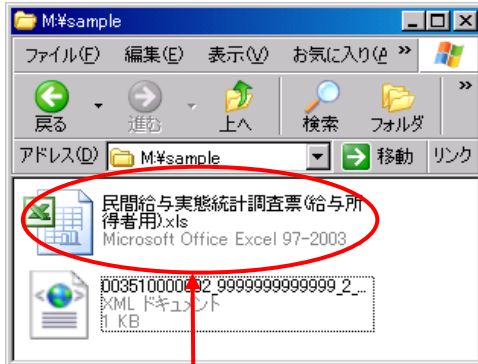 M:¥sample
ファイル(F) 編集(E) 表示(V) お気に入り(A »
» 
戻る 進む 上へ 検索 フォルダ
アドレス(D) M:¥sample 移動 リンク
民間給与実態統計調査票(給与所
得者用).xls
Microsoft Office Excel 97-2003
XML ドキュメント
1 KB